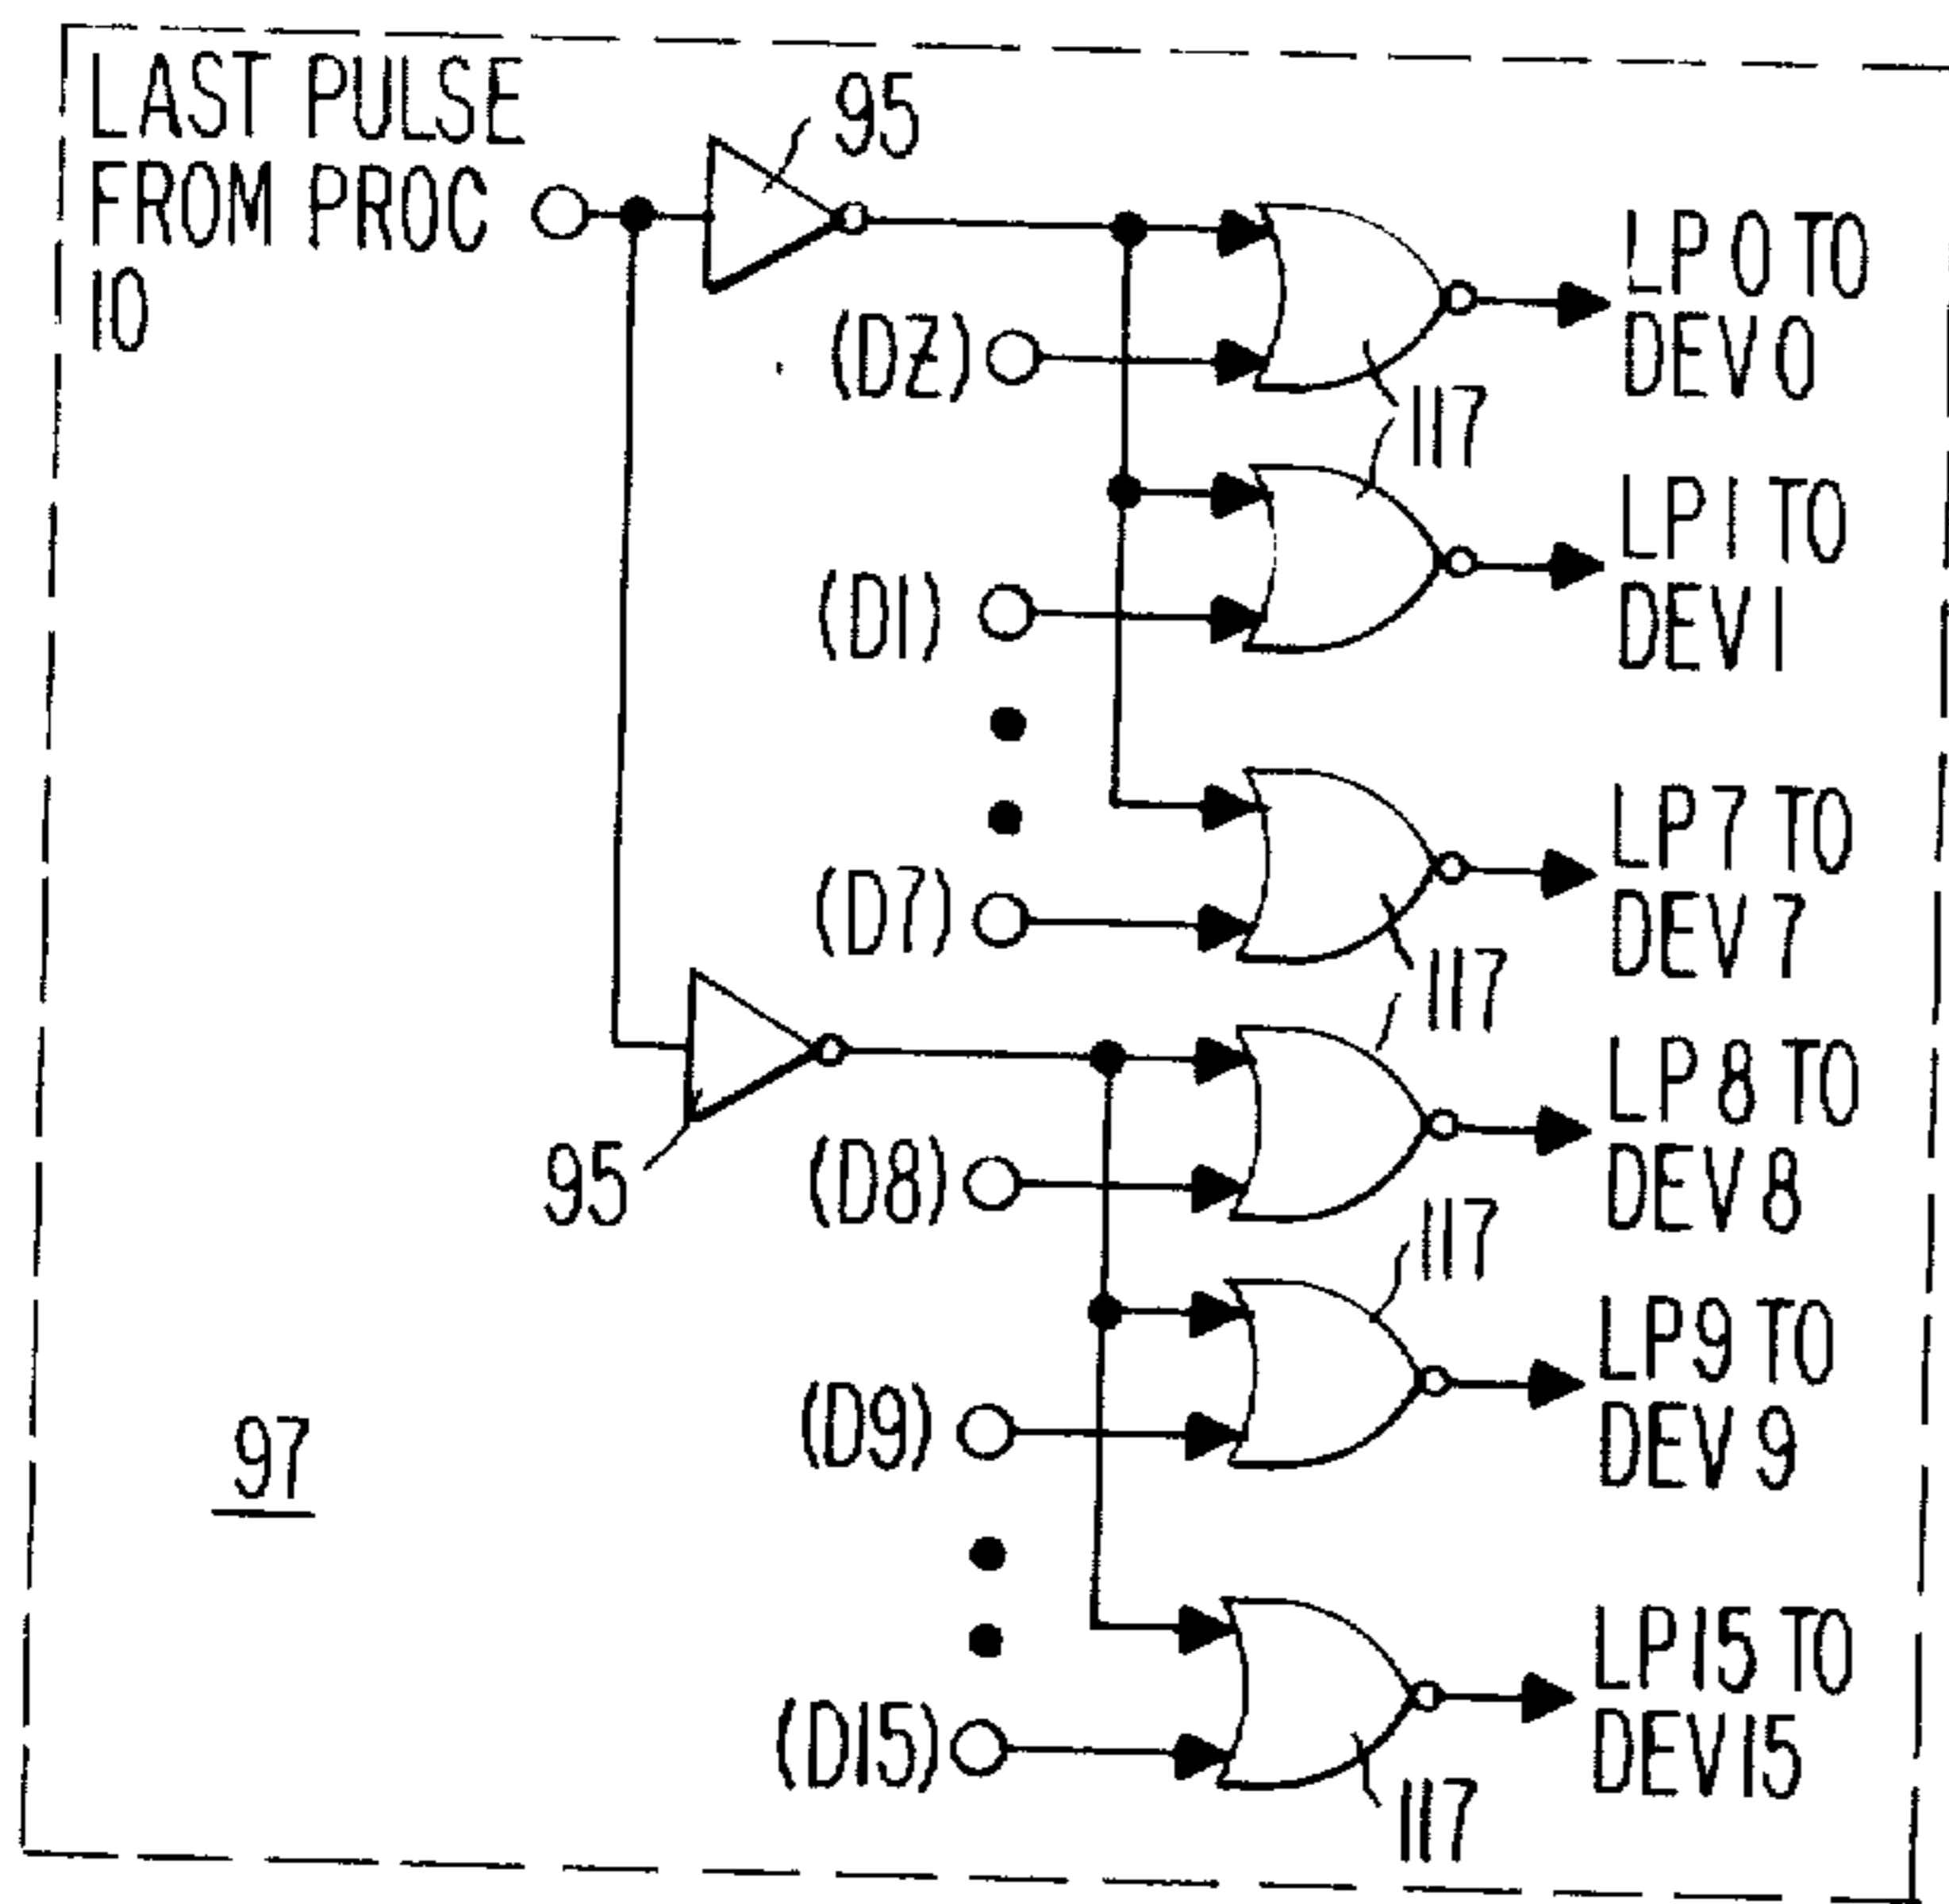 LAST PULSE
FROM PROC
10
95
LP 0 TO
DEV 0
(DZ)
117
LP 1 TO
DEV 1
(D1)
LP 7 TO
DEV 7
(D7)
117
LP 8 TO
DEV 8
95
(D8)
117
LP 9 TO
DEV 9
(D9)
97
LP 15 TO
DEV 15
(D15)
117